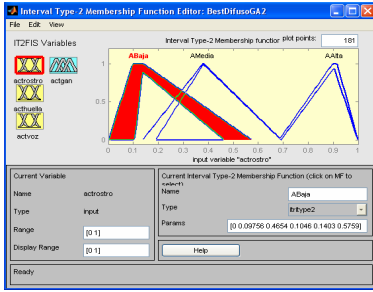 Interval Type-2 Membership Function Editor: BestDifusoGA2
File Edit View
IT2FIS Variables
Interval Type-2 Membership function plot points: 181
actrostro actgan
acthuella
actvoz
ABaja AMedia AAlta
1
0.5
0
0 0.1 0.2 0.3 0.4 0.5 0.6 0.7 0.8 0.9 1
input variable "actrostro"
Current Variable
Name actrostro
Type input
Range [0 1]
Display Range [0 1]
Current Interval Type-2 Membership Function (click on MF to select)
Name ABaja
Type itritype2
Params [0 0.09756 0.4654 0.1046 0.1403 0.5759]
Help
Ready